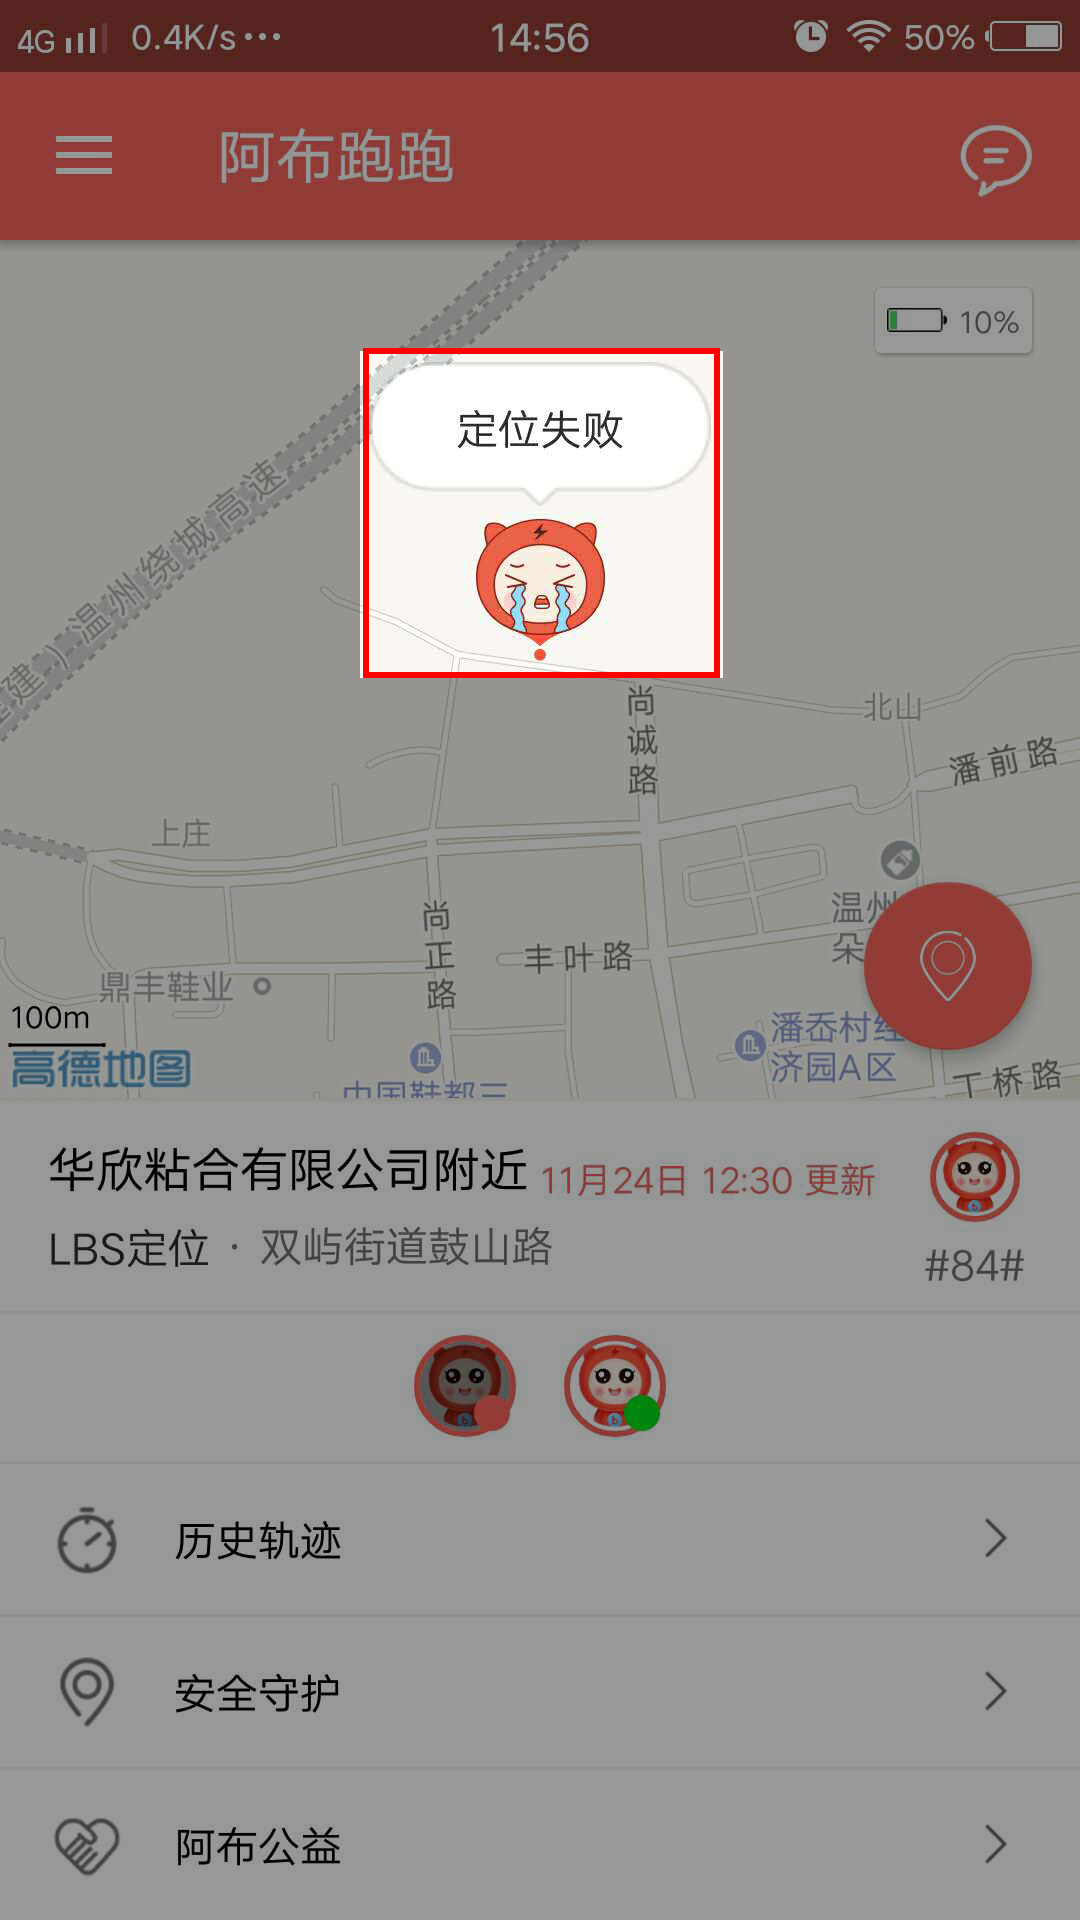 4G 0.4K/s 14:56 50%
阿布跑跑
10%
定位失败
温州绕城高速
尚诚路
北山
潘前路
上庄
尚正路
丰叶路
温州
朵
鼎丰鞋业
100m
高德地图
潘岙村经
济园A区
中国鞋都三
丁桥路
华欣粘合有限公司附近 11月24日 12:30 更新
LBS定位 · 双屿街道鼓山路
#84#
历史轨迹
安全守护
阿布公益